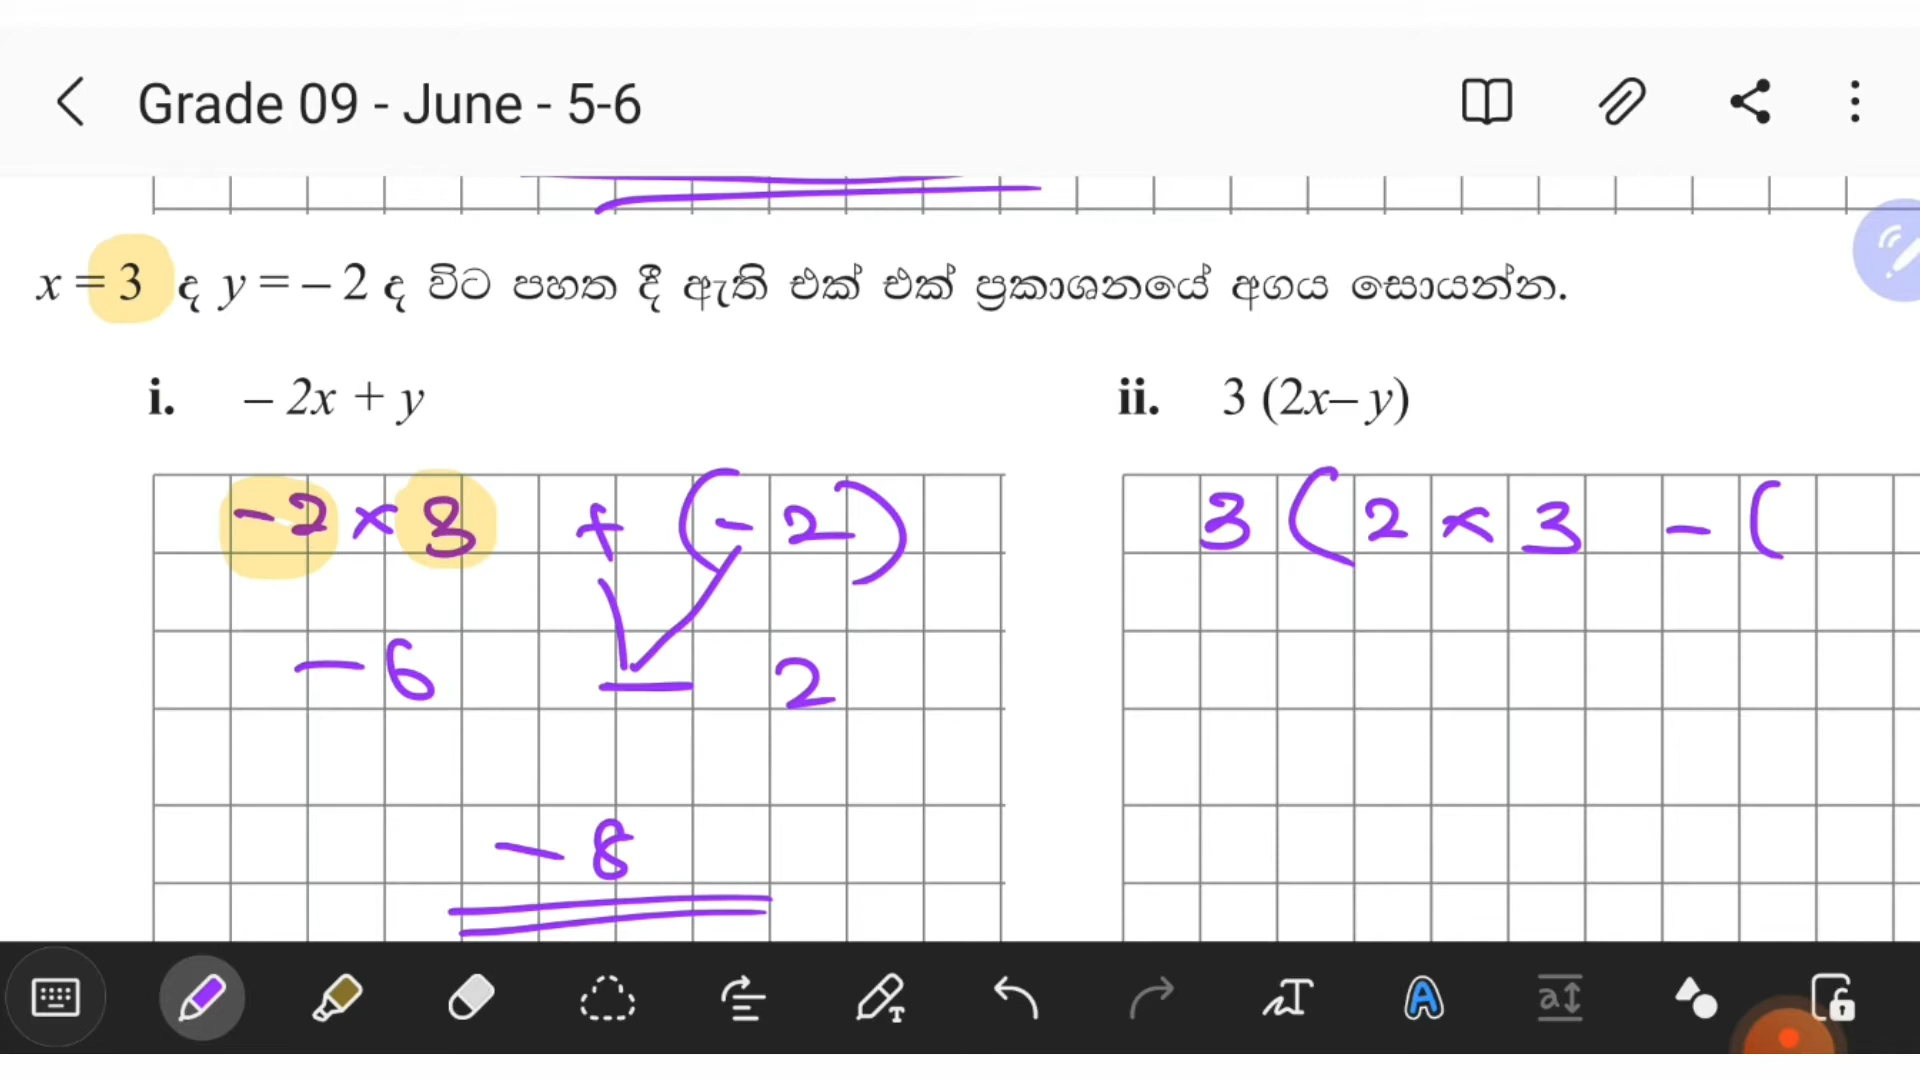 Grade 09 - June - 5-6
x = 3 ද y = – 2 ද විට පහත දී ඇති එක් එක් ප්‍රකාශනයේ අගය සොයන්න.
i. – 2x + y
ii. 3 (2x– y)
-2 × 3 + (- 2)
3 ( 2 × 3 - (
- 6 - 2
- 8